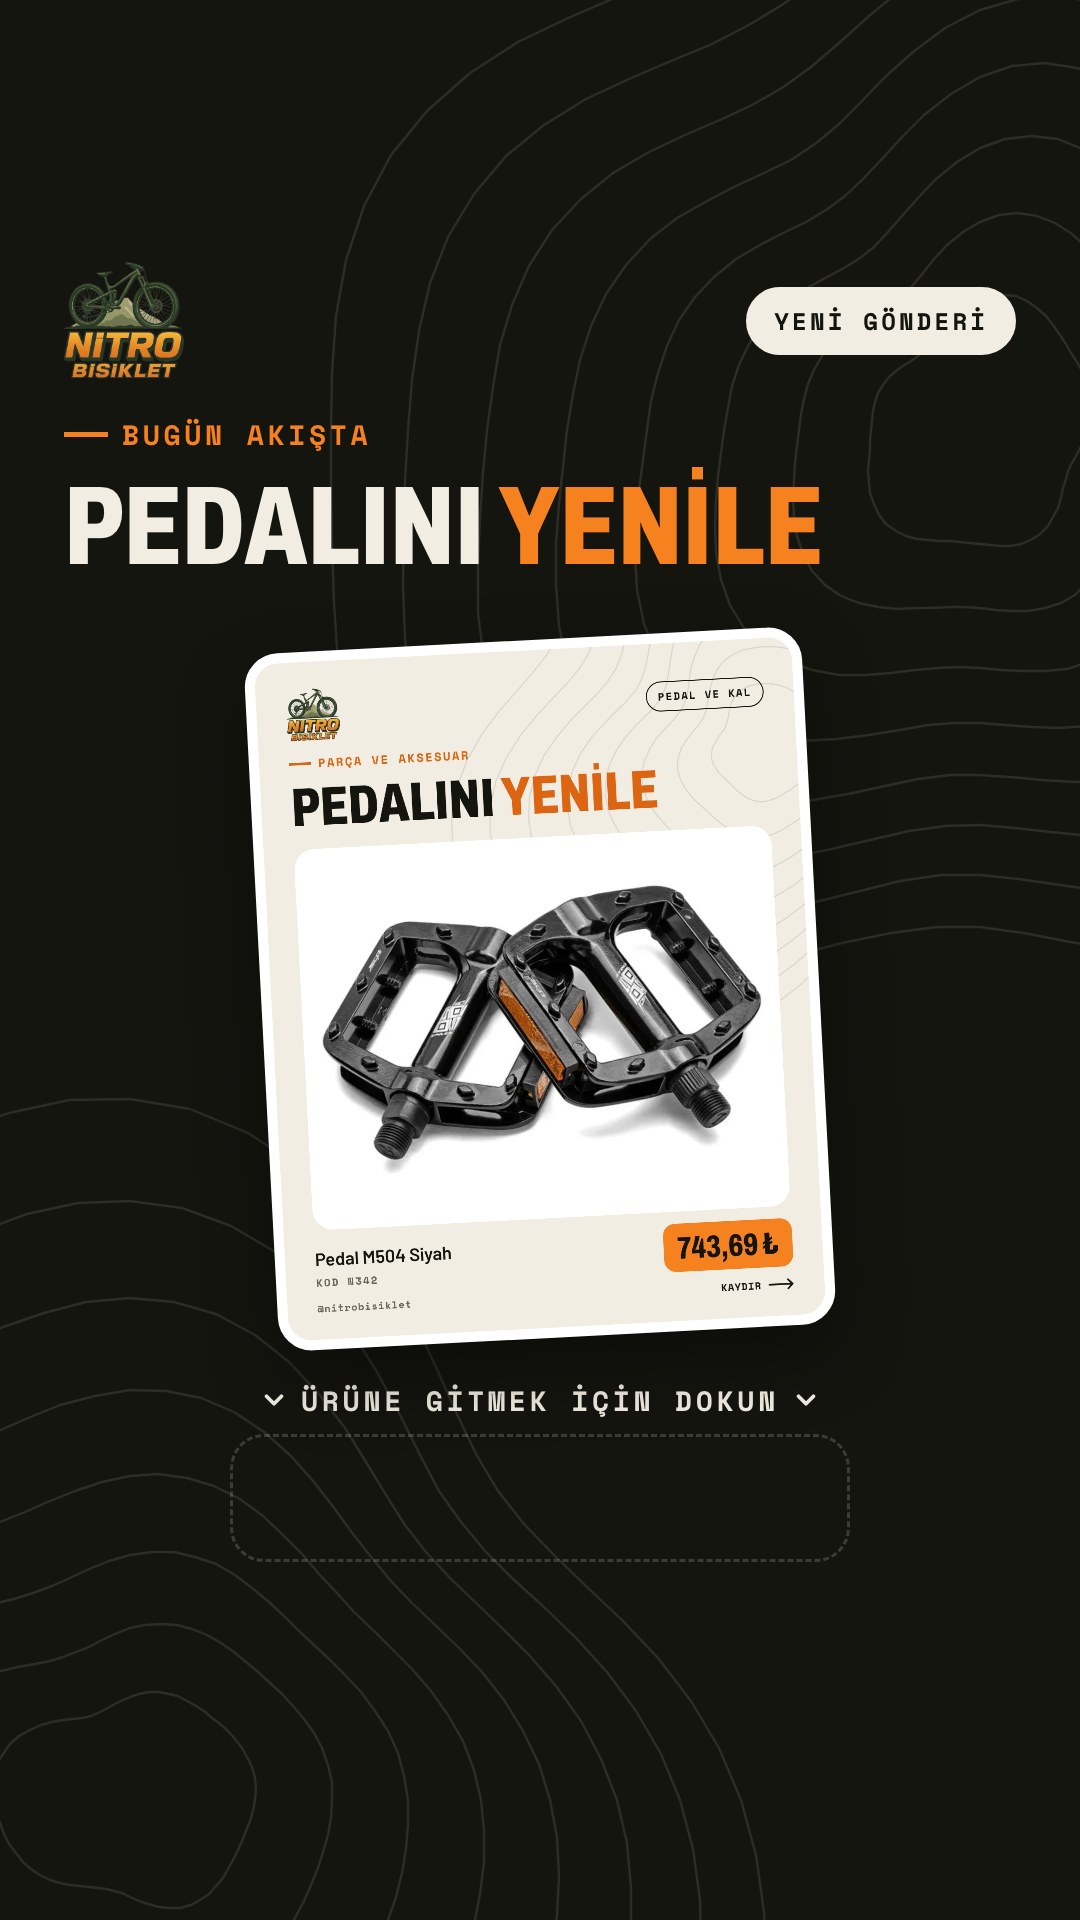 NiTRO
BiSiKLET
YENİ GÖNDERİ
BUGÜN AKIŞTA
PEDALINI YENİLE
NiTRO
BiSiKLET
PEDAL VE KAL
PARÇA VE AKSESUAR
PEDALINI YENİLE
Pedal M504 Siyah
743,69 ₺
KOD N342
KAYDIR
@nitrobisiklet
ÜRÜNE GİTMEK İÇİN DOKUN